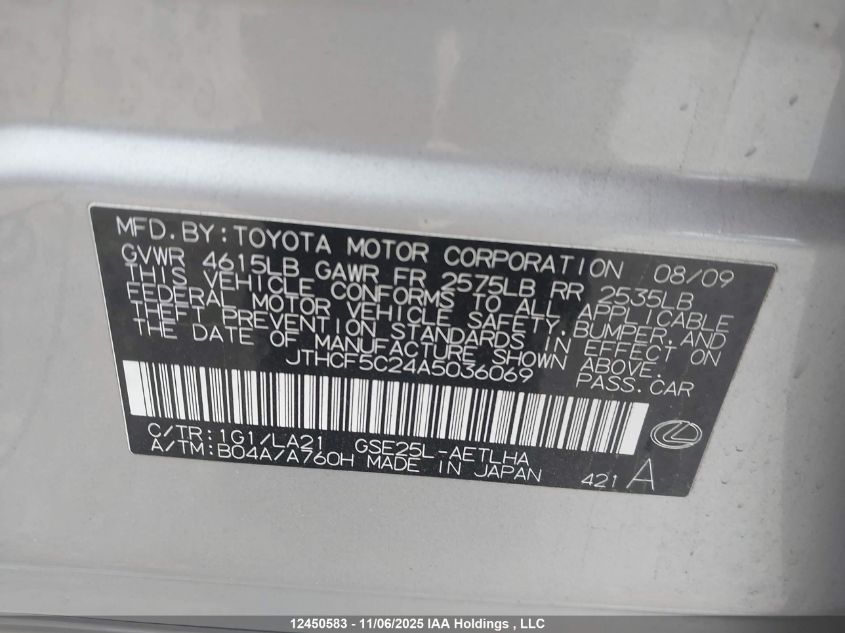 MFD. BY: TOYOTA MOTOR CORPORATION 08/09
GVWR 4615LB GAWR FR 2575LB RR 2535LB
THIS VEHICLE CONFORMS TO ALL APPLICABLE
FEDERAL MOTOR VEHICLE SAFETY, BUMPER, AND
THEFT PREVENTION STANDARDS IN EFFECT ON
THE DATE OF MANUFACTURE SHOWN ABOVE.
JTHCF5C24A5036069 PASS. CAR
C/TR: 1G1/LA21 GSE25L-AETLHA
A/TM: B04A/A760H MADE IN JAPAN 421 A
12450583 - 11/06/2025 IAA Holdings , LLC